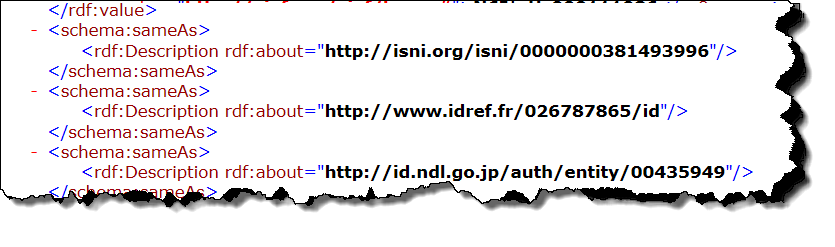 </rdf:value>
- <schema:sameAs>
<rdf:Description rdf:about="http://isni.org/isni/0000000381493996"/>
</schema:sameAs>
- <schema:sameAs>
<rdf:Description rdf:about="http://www.idref.fr/026787865/id"/>
</schema:sameAs>
- <schema:sameAs>
<rdf:Description rdf:about="http://id.ndl.go.jp/auth/entity/00435949"/>
</schema:sameAs>